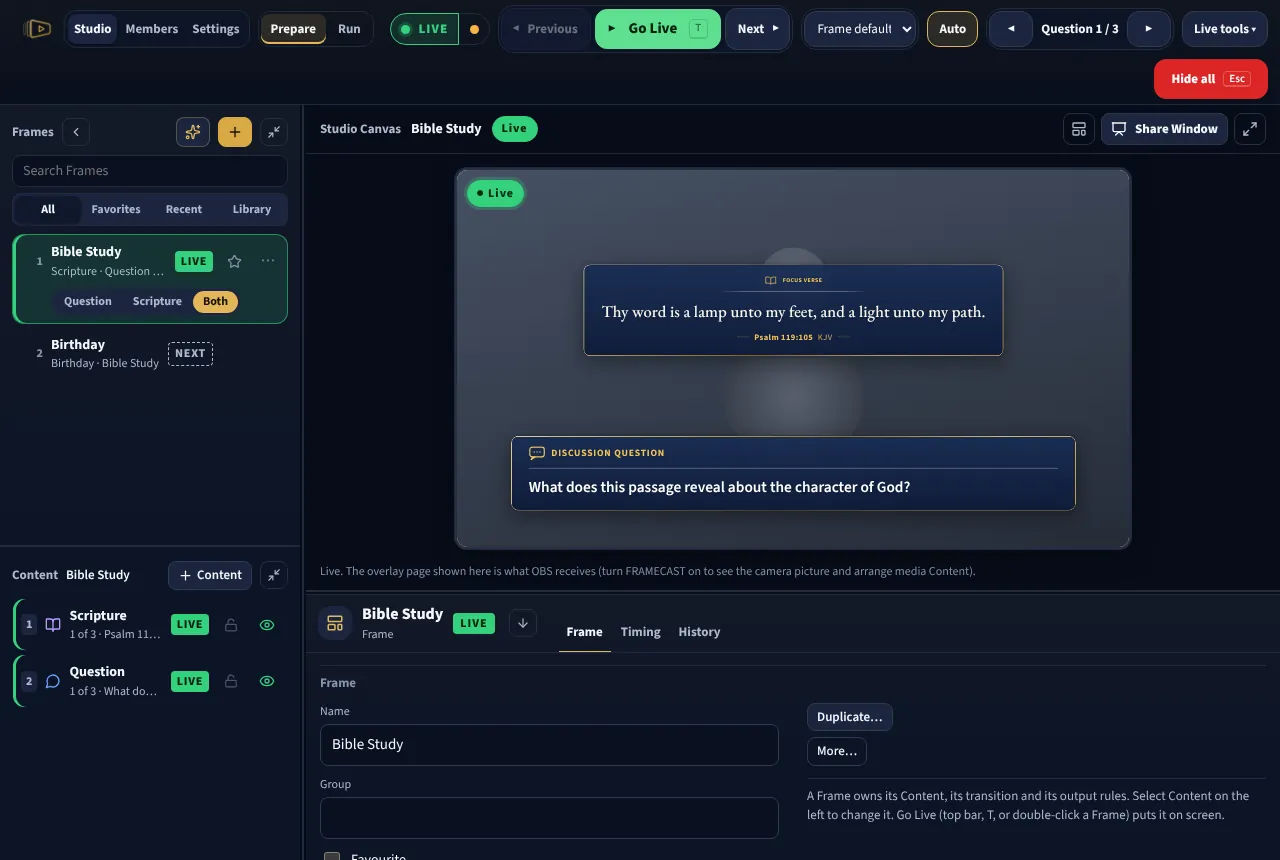 Studio Members Settings Prepare Run LIVE Previous Go Live T Next Frame default Auto Question 1 / 3 Live tools
Hide all Esc
Frames
Search Frames
All Favorites Recent Library
1 Bible Study LIVE
Scripture · Question …
Question Scripture Both
2 Birthday NEXT
Birthday · Bible Study
Content Bible Study + Content
1 Scripture LIVE
1 of 3 · Psalm 11…
2 Question LIVE
1 of 3 · What do…
Studio Canvas Bible Study Live Share Window
Live
FOCUS VERSE
Thy word is a lamp unto my feet, and a light unto my path.
Psalm 119:105 KJV
DISCUSSION QUESTION
What does this passage reveal about the character of God?
Live. The overlay page shown here is what OBS receives (turn FRAMECAST on to see the camera picture and arrange media Content).
Bible Study LIVE
Frame
Frame Timing History
Frame
Name
Bible Study
Group
Favourite
Duplicate…
More…
A Frame owns its Content, its transition and its output rules. Select Content on the
left to change it. Go Live (top bar, T, or double-click a Frame) puts it on screen.